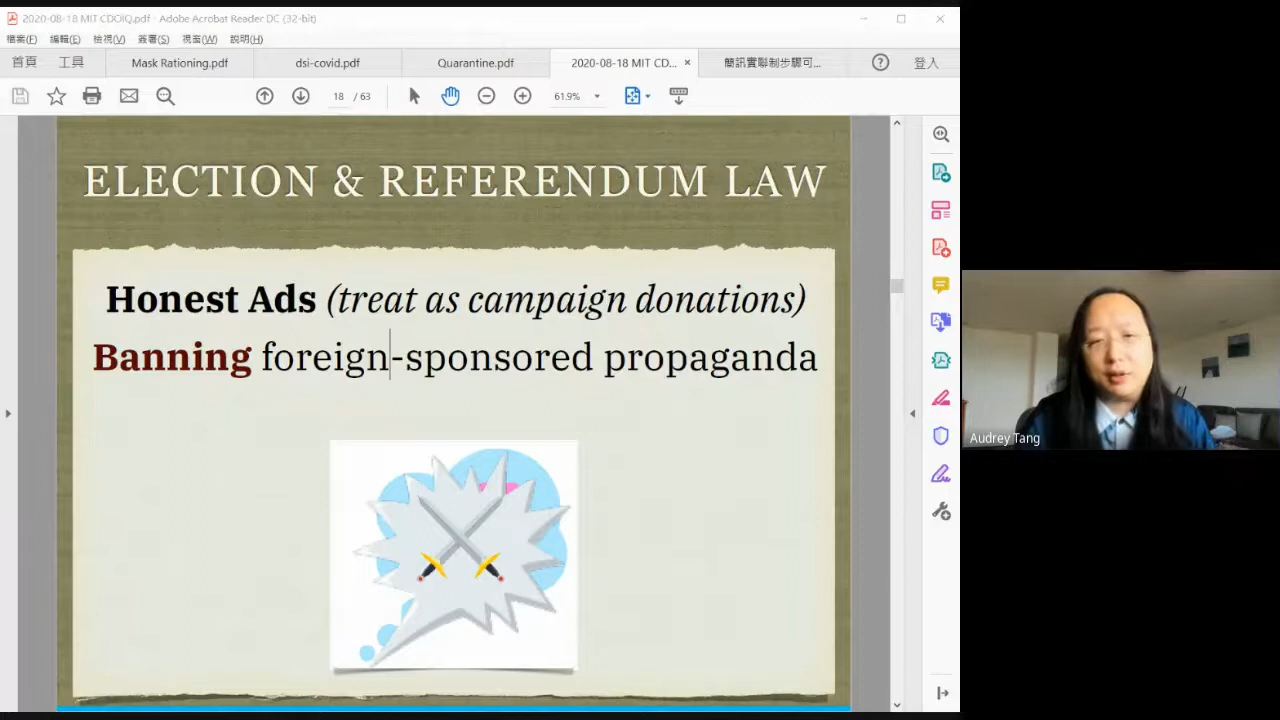 2020-08-18 MIT CDOIQ.pdf - Adobe Acrobat Reader DC (32-bit)
檔案(F) 編輯(E) 檢視(V) 簽署(S) 視窗(W) 說明(H)
首頁 工具 Mask Rationing.pdf dsi-covid.pdf Quarantine.pdf 2020-08-18 MIT CD... × 簡訊實聯制步驟可... 登入
18 / 63 61.9%
ELECTION & REFERENDUM LAW
Honest Ads (treat as campaign donations)
Banning foreign-sponsored propaganda
Audrey Tang